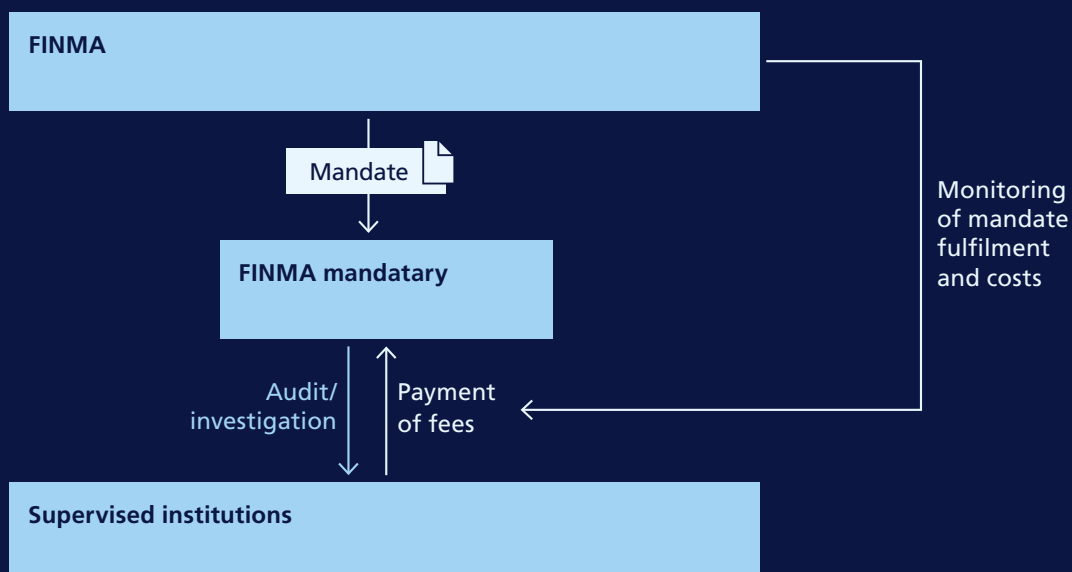 FINMA
Mandate
Monitoring
of mandate
fulfilment
and costs
FINMA mandatary
Audit/
investigation
Payment
of fees
Supervised institutions